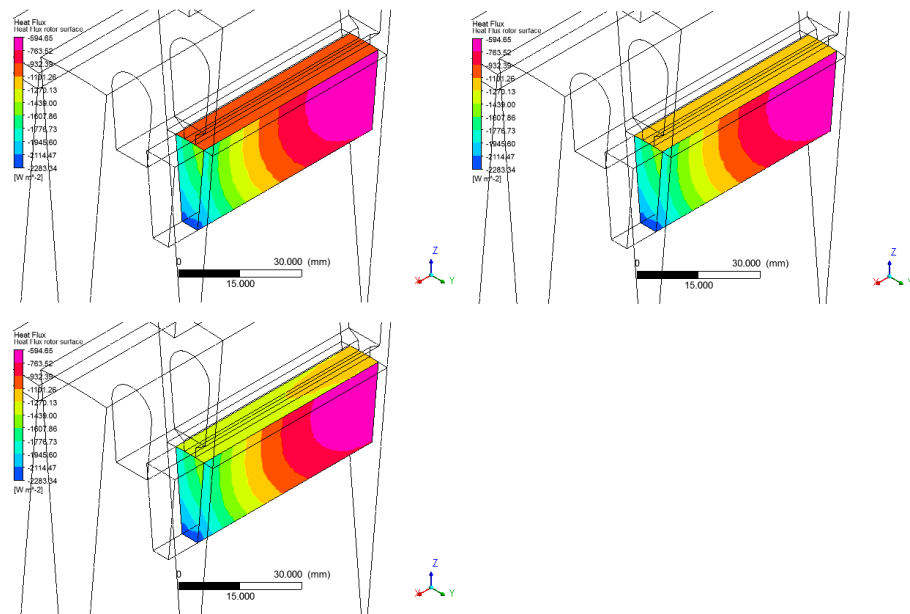 Heat Flux
Heat Flux rotor surface
-594.65
-763.52
-932.39
-1101.26
-1270.13
-1439.00
-1607.86
-1776.73
-1945.60
-2114.47
-2283.34
[W m^-2]
0 30.000 (mm)
15.000
Z
X Y
Heat Flux
Heat Flux rotor surface
-594.65
-763.52
-932.39
-1101.26
-1270.13
-1439.00
-1607.86
-1776.73
-1945.60
-2114.47
-2283.34
[W m^-2]
0 30.000 (mm)
15.000
Z
X Y
Heat Flux
Heat Flux rotor surface
-594.65
-763.52
-932.39
-1101.26
-1270.13
-1439.00
-1607.86
-1776.73
-1945.60
-2114.47
-2283.34
[W m^-2]
0 30.000 (mm)
15.000
Z
X Y